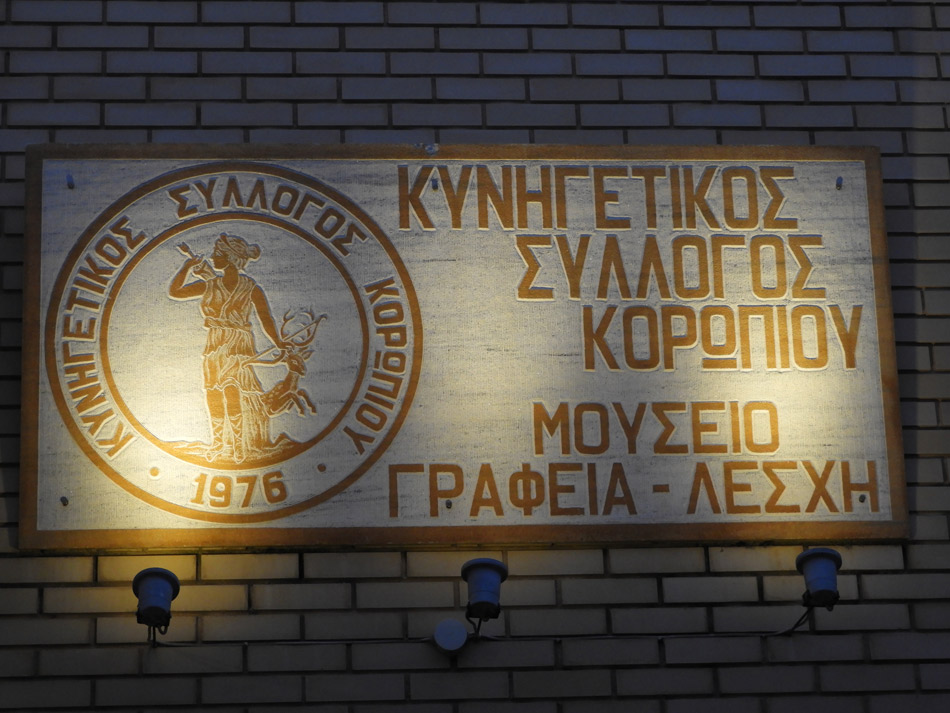 ΚΥΝΗΓΕΤΙΚΟΣ ΣΥΛΛΟΓΟΣ ΚΟΡΩΠΙΟΥ
1976
ΚΥΝΗΓΕΤΙΚΟΣ
ΣΥΛΛΟΓΟΣ
ΚΟΡΩΠΙΟΥ
ΜΟΥΣΕΙΟ
ΓΡΑΦΕΙΑ - ΛΕΣΧΗ